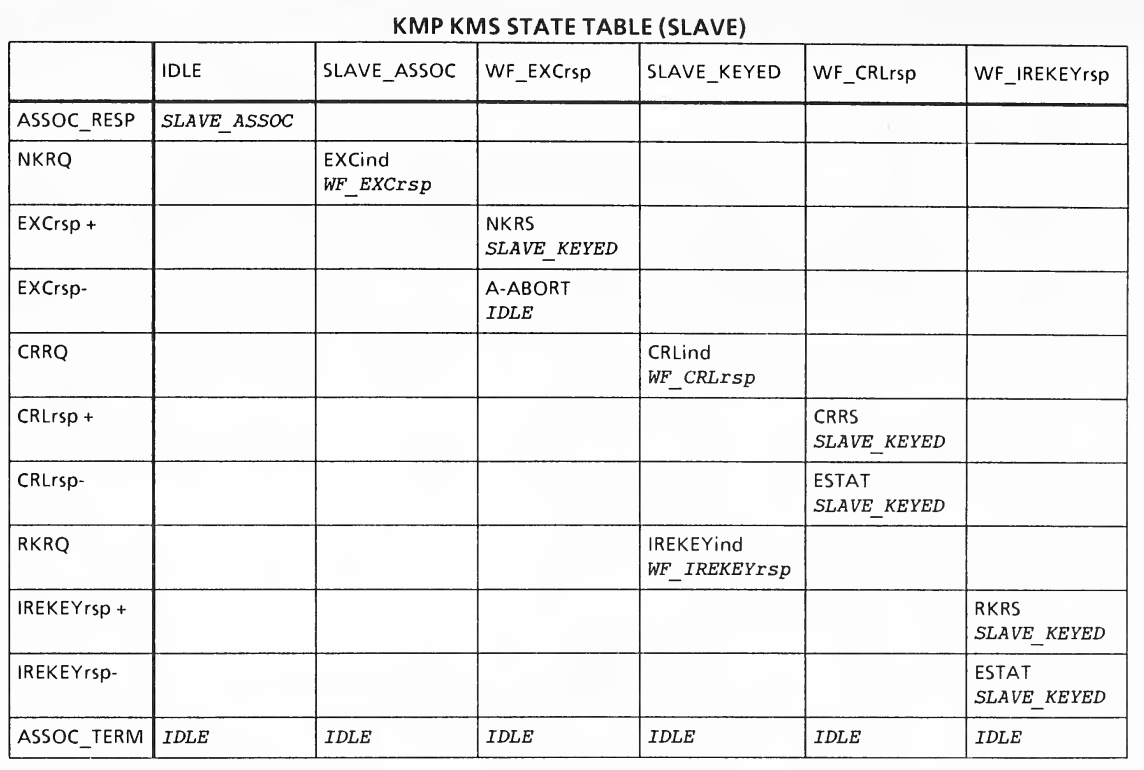 KMP KMS STATE TABLE (SLAVE)
IDLE SLAVE_ASSOC WF_EXCrsp SLAVE_KEYED WF_CRLrsp WF_IREKEYrsp
ASSOC_RESP SLAVE_ASSOC
NKRQ EXCind
WF_EXCrsp
EXCrsp + NKRS
SLAVE_KEYED
EXCrsp- A-ABORT
IDLE
CRRQ CRLind
WF_CRLrsp
CRLrsp + CRRS
SLAVE_KEYED
CRLrsp- ESTAT
SLAVE_KEYED
RKRQ IREKEYind
WF_IREKEYrsp
IREKEYrsp + RKRS
SLAVE_KEYED
IREKEYrsp- ESTAT
SLAVE_KEYED
ASSOC_TERM IDLE IDLE IDLE IDLE IDLE IDLE